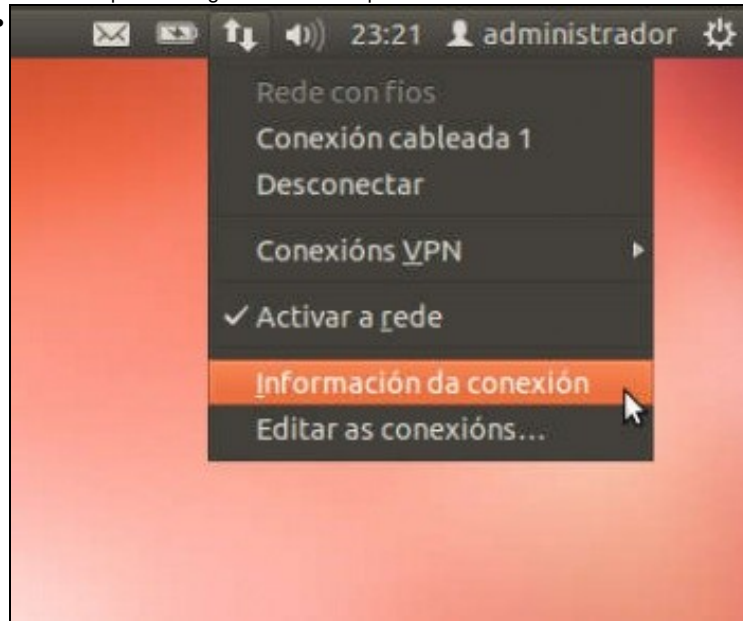 23:21 administrador
Rede con fios
Conexión cableada 1
Desconectar
Conexións VPN
Activar a rede
Información da conexión
Editar as conexións...